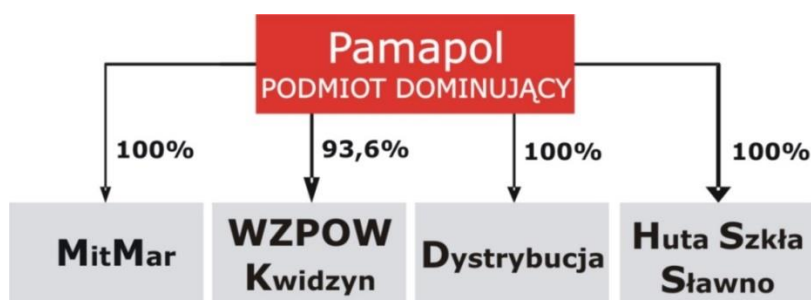 Pamapol
PODMIOT DOMINUJĄCY
100%
93,6%
100%
100%
MitMar
WZPOW
Kwidzyn
Dystrybucja
Huta Szkła
Sławno